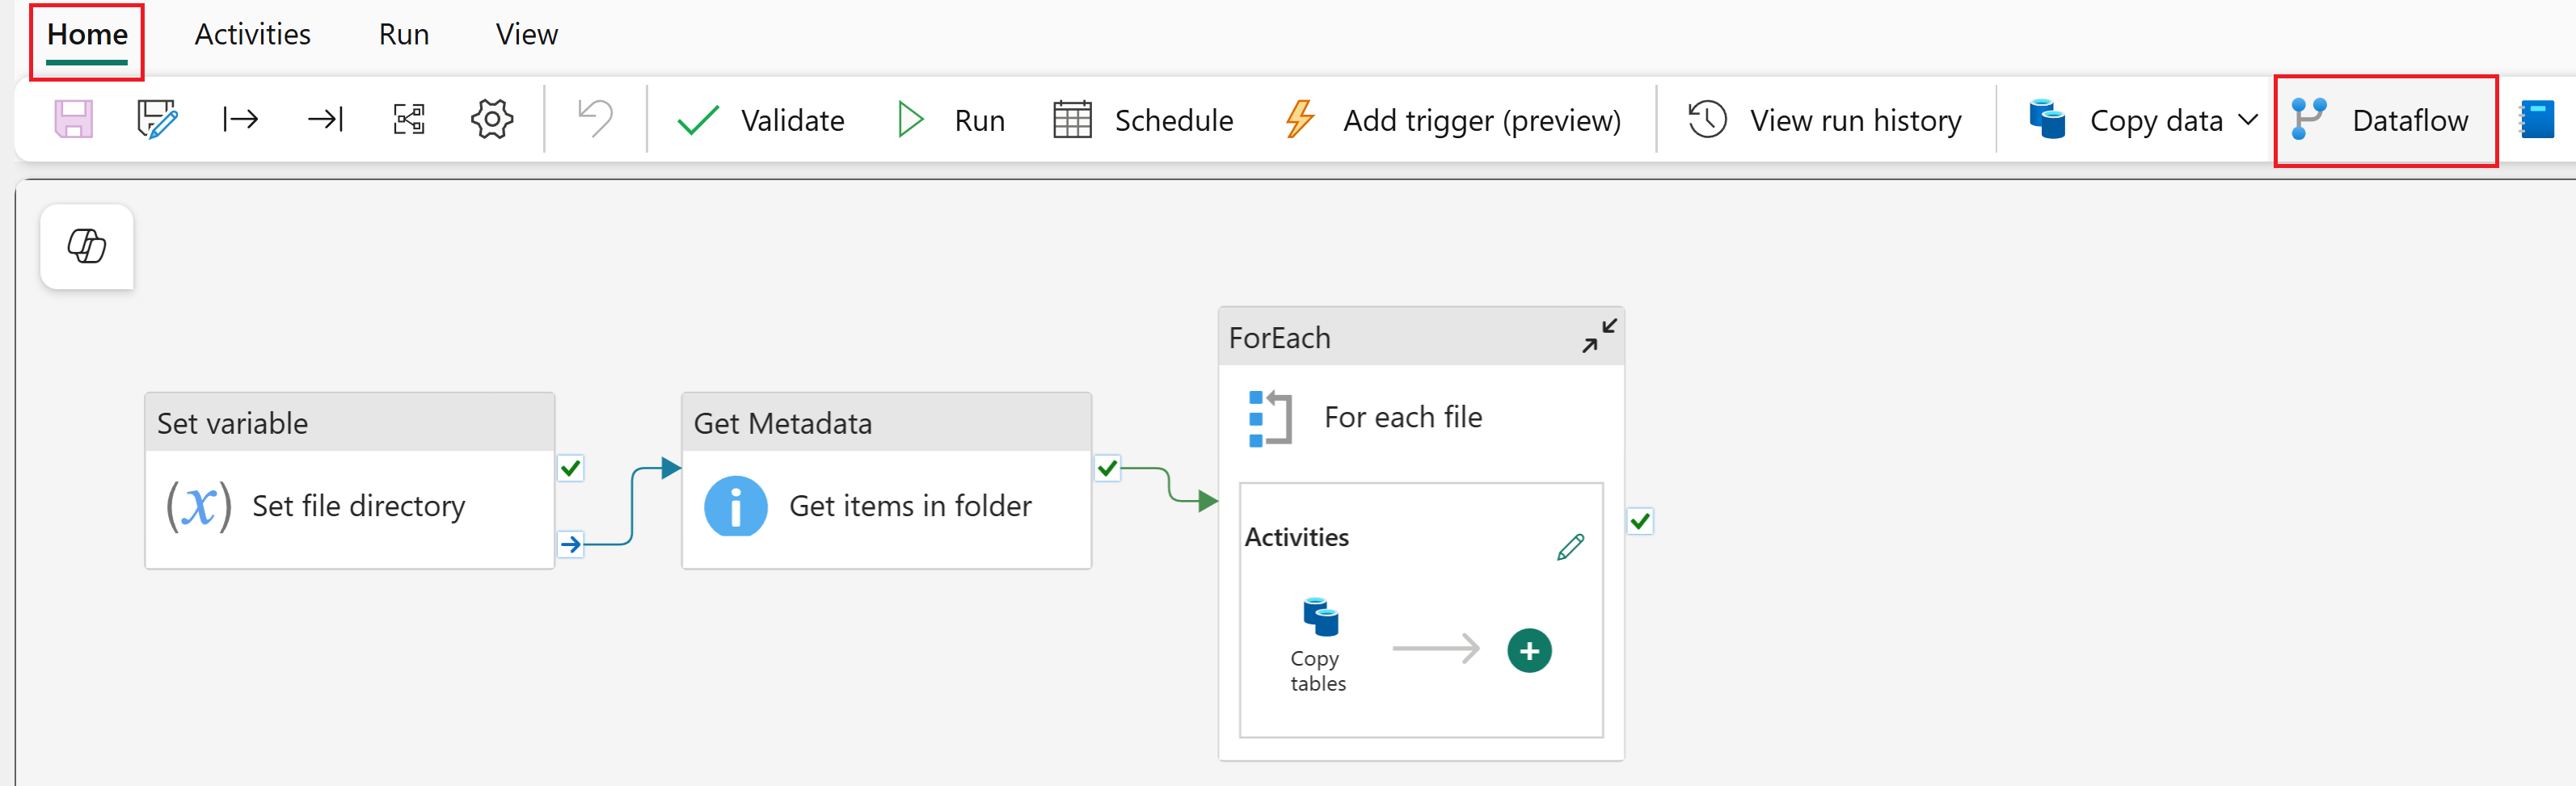 Home Activities Run View
Validate Run Schedule Add trigger (preview) View run history Copy data Dataflow
ForEach
For each file
Set variable
(x) Set file directory
Get Metadata
Get items in folder
Activities
Copy
tables